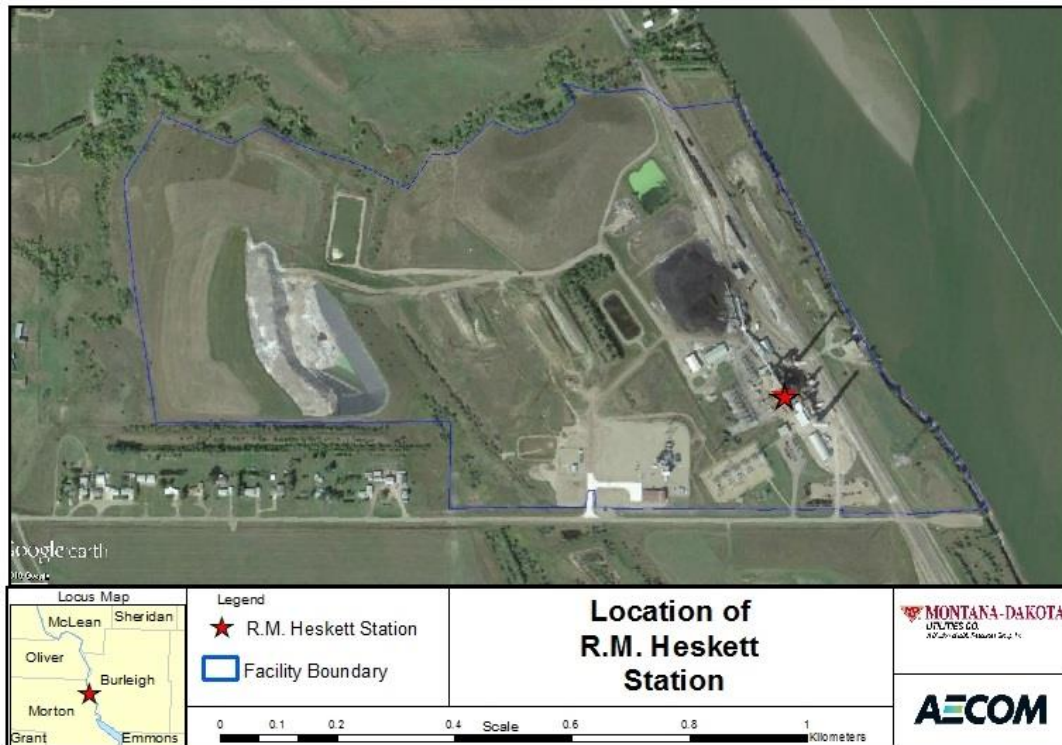 Google earth
Locus Map
McLean
Sheridan
Oliver
Burleigh
Morton
Grant
Emmons
Legend
R.M. Heskett Station
Facility Boundary
0 0.1 0.2 0.4 0.6 0.8 1
Scale
Kilometers
Location of
R.M. Heskett
Station
MONTANA-DAKOTA
UTILITIES CO.
AECOM